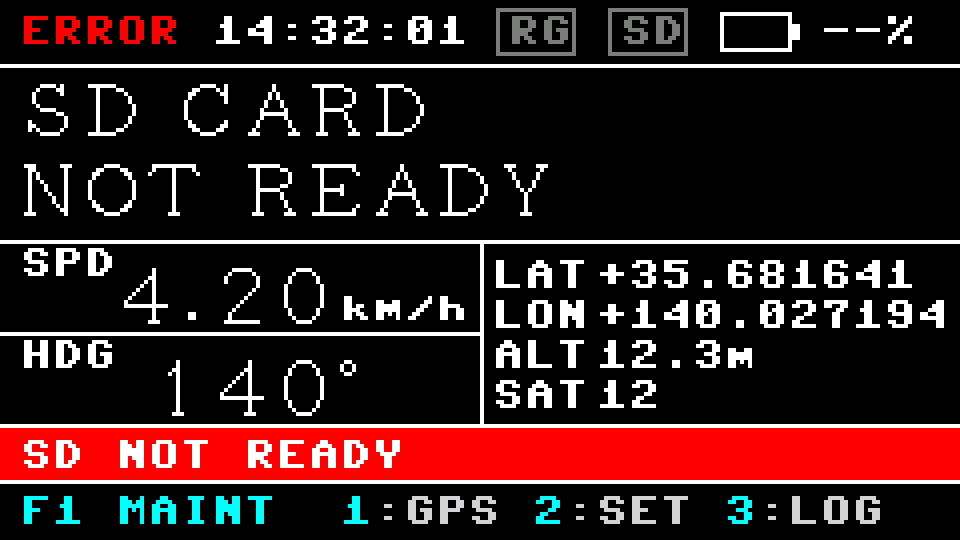 ERROR 14:32:01 RG SD --%
SD CARD
NOT READY
SPD 4.20 km/h
HDG 140°
LAT +35.681641
LON +140.027194
ALT 12.3m
SAT 12
SD NOT READY
F1 MAINT 1:GPS 2:SET 3:LOG